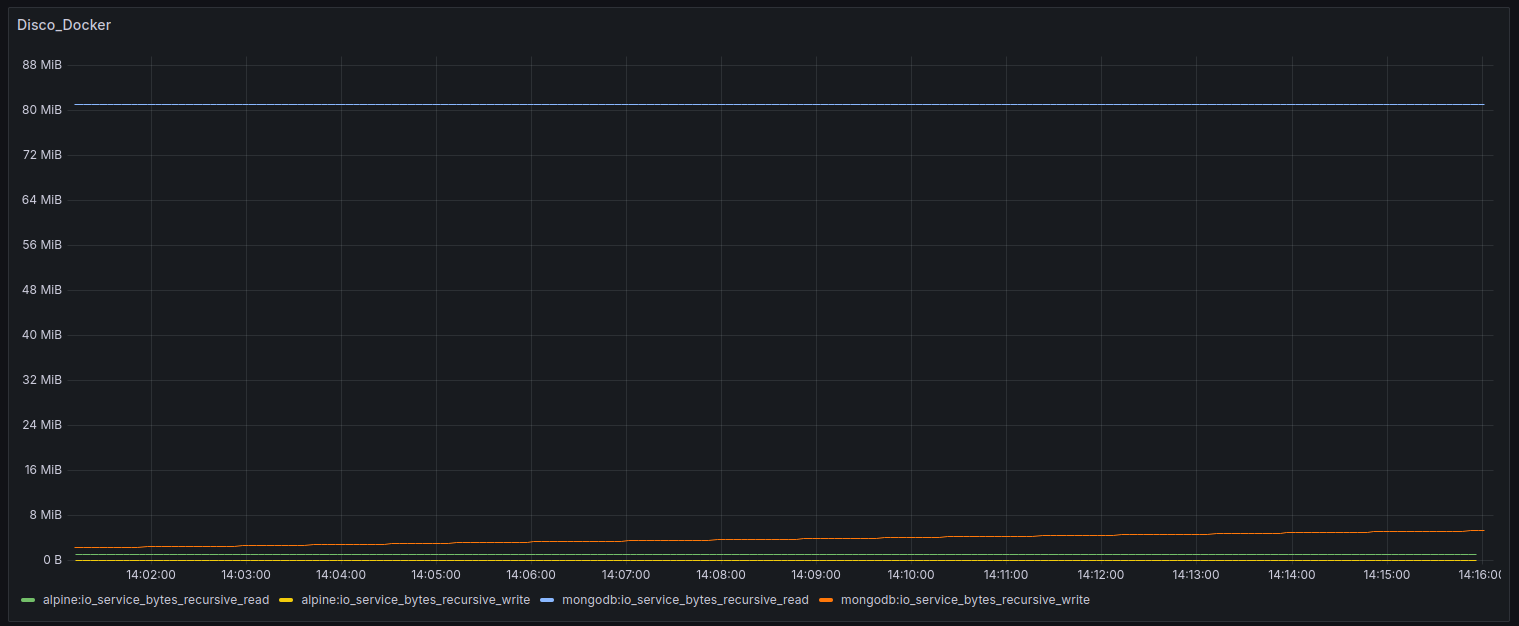 Disco_Docker
88 MiB
80 MiB
72 MiB
64 MiB
56 MiB
48 MiB
40 MiB
32 MiB
24 MiB
16 MiB
8 MiB
0 B
14:02:00 14:03:00 14:04:00 14:05:00 14:06:00 14:07:00 14:08:00 14:09:00 14:10:00 14:11:00 14:12:00 14:13:00 14:14:00 14:15:00 14:16:00
alpine:io_service_bytes_recursive_read alpine:io_service_bytes_recursive_write mongodb:io_service_bytes_recursive_read mongodb:io_service_bytes_recursive_write